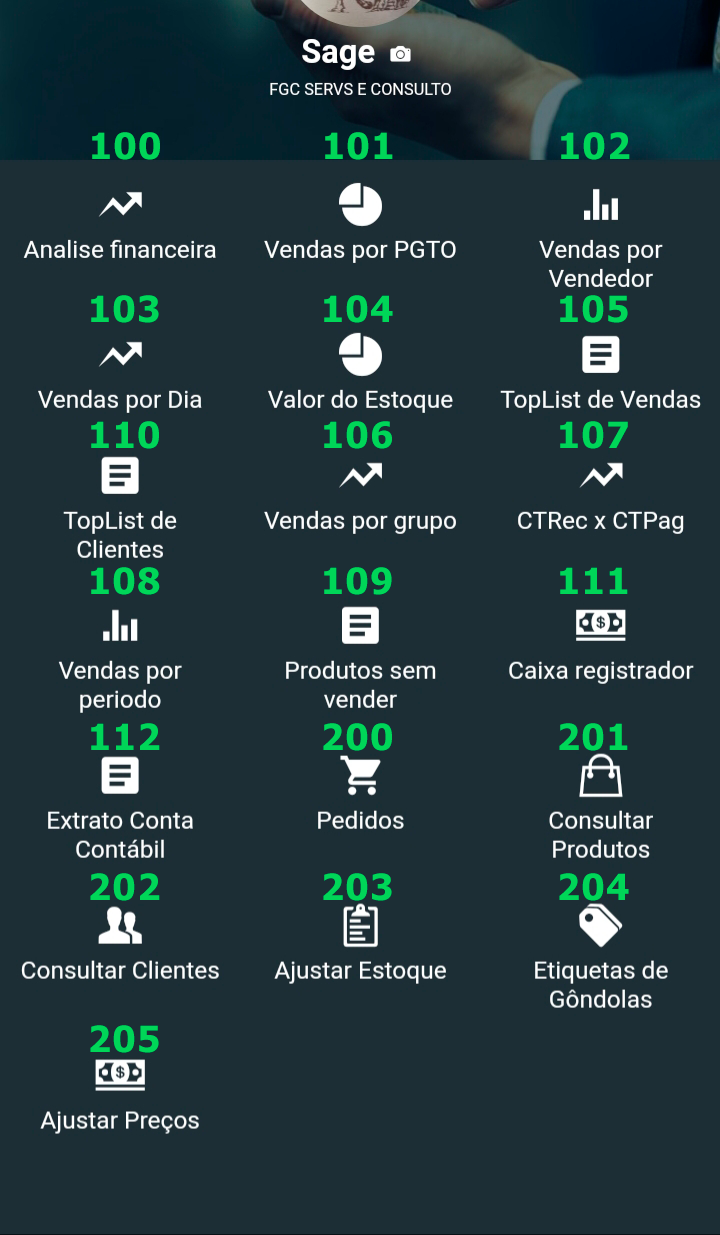 Sage
FGC SERVS E CONSULTO
100 101 102
Analise financeira
Vendas por PGTO
Vendas por
Vendedor
103 104 105
Vendas por Dia
Valor do Estoque
TopList de Vendas
110 106 107
TopList de
Clientes
Vendas por grupo
CTRec x CTPag
108 109 111
Vendas por
periodo
Produtos sem
vender
Caixa registrador
112 200 201
Extrato Conta
Contábil
Pedidos
Consultar
Produtos
202 203 204
Consultar Clientes
Ajustar Estoque
Etiquetas de
Gôndolas
205
Ajustar Preços